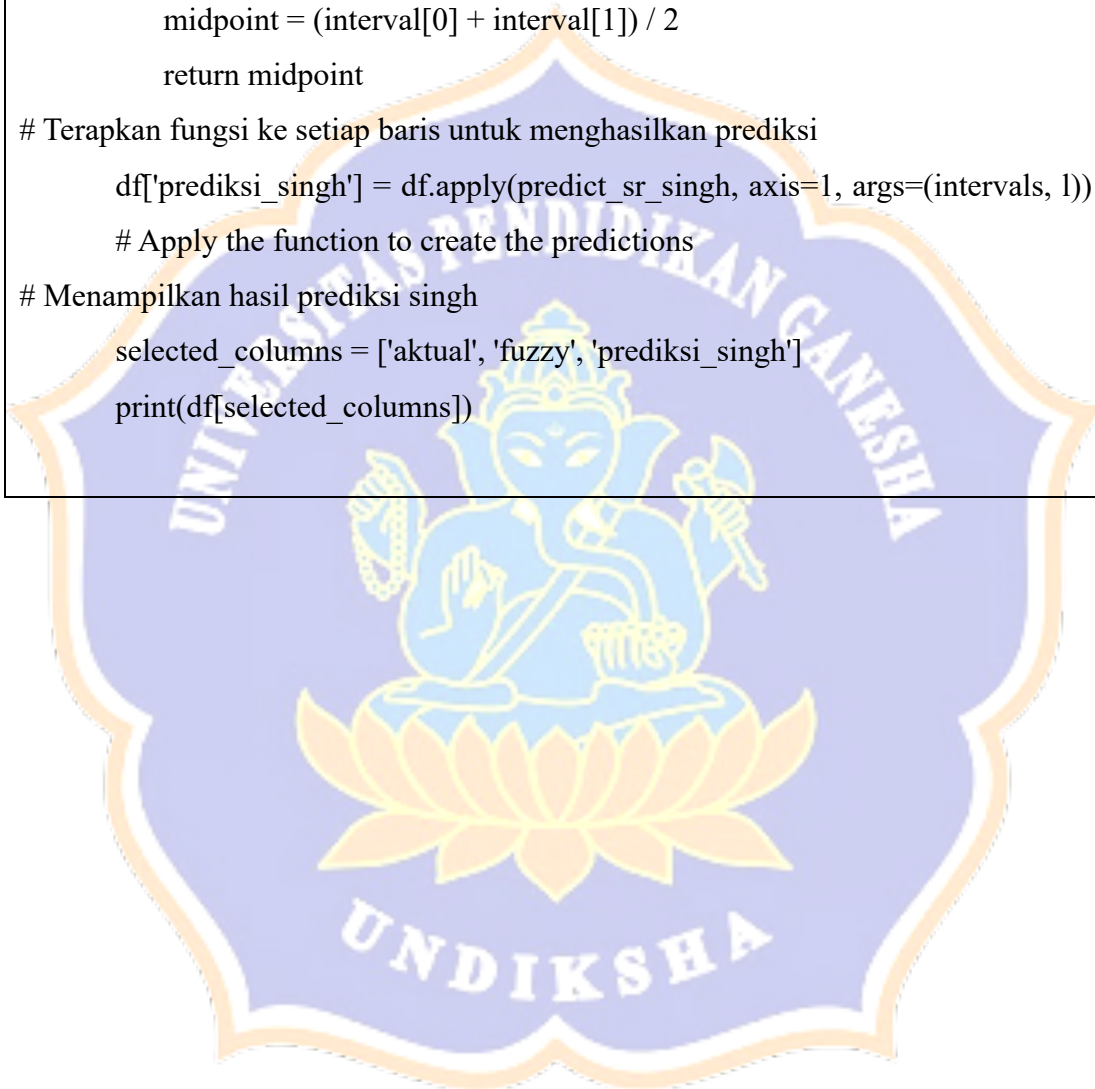 midpoint = (interval[0] + interval[1]) / 2
return midpoint
# Terapkan fungsi ke setiap baris untuk menghasilkan prediksi
df['prediksi_singh'] = df.apply(predict_sr_singh, axis=1, args=(intervals, l))
# Apply the function to create the predictions
# Menampilkan hasil prediksi singh
selected_columns = ['aktual', 'fuzzy', 'prediksi_singh']
print(df[selected_columns])
UNIVERSITAS PENDIDIKAN GANESHA
UNDIKSHA